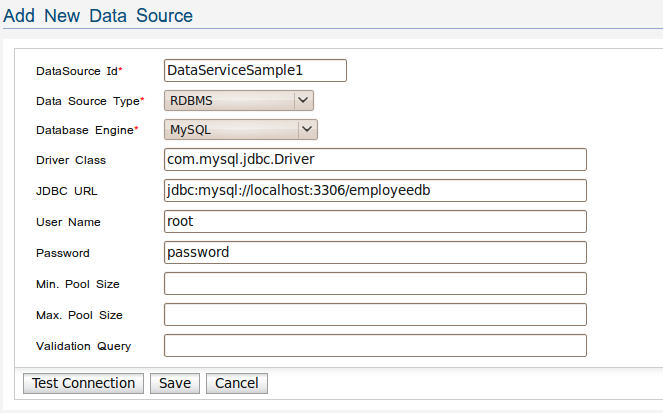 Add New Data Source
DataSource Id* DataServiceSample1
Data Source Type* RDBMS
Database Engine* MySQL
Driver Class com.mysql.jdbc.Driver
JDBC URL jdbc:mysql://localhost:3306/employeedb
User Name root
Password password
Min. Pool Size
Max. Pool Size
Validation Query
Test Connection Save Cancel